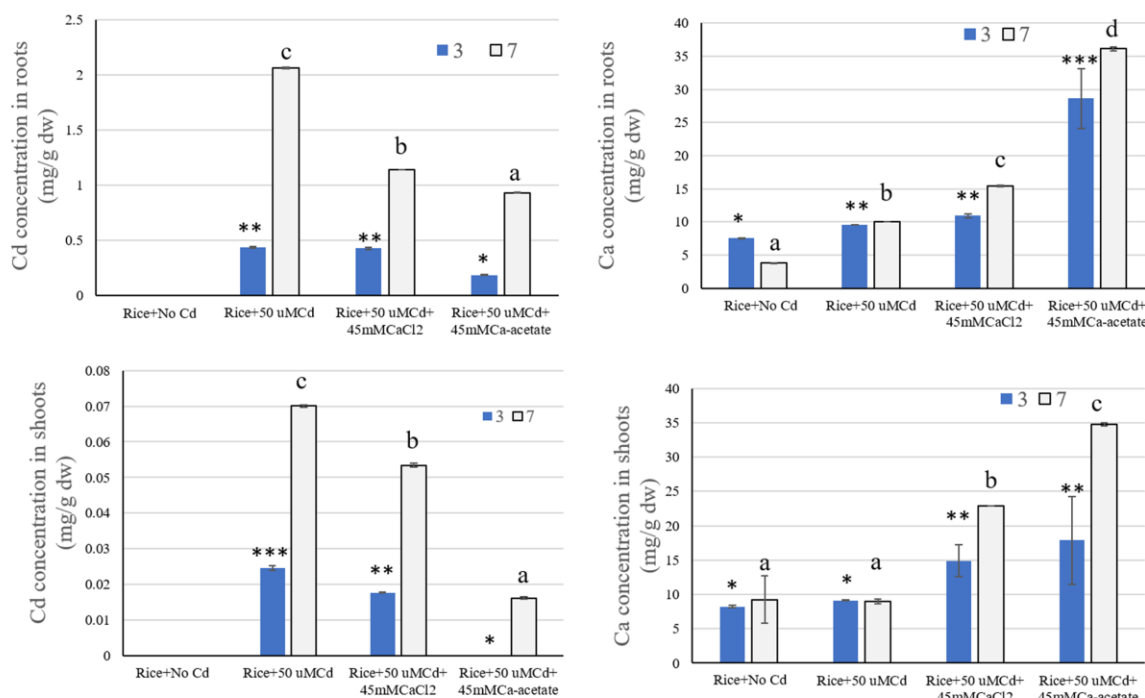 Cd concentration in roots
(mg/g dw)
2.5
2
1.5
1
0.5
0
3 7
** c
** b
* a
Rice+No Cd Rice+50 uMCd Rice+50 uMCd+ Rice+50 uMCd+
45mMCaCl2 45mMCa-acetate
Ca concentration in roots
(mg/g dw)
40
35
30
25
20
15
10
5
0
3 7
* a
** b
** c
*** d
Rice+No Cd Rice+50 uMCd Rice+50 uMCd+ Rice+50 uMCd+
45mMCaCl2 45mMCa-acetate
Cd concentration in shoots
(mg/g dw)
0.08
0.07
0.06
0.05
0.04
0.03
0.02
0.01
0
3 7
*** c
** b
* a
Rice+No Cd Rice+50 uMCd Rice+50 uMCd+ Rice+50 uMCd+
45mMCaCl2 45mMCa-acetate
Ca concentration in shoots
(mg/g dw)
40
35
30
25
20
15
10
5
0
3 7
* a
* a
** b
** c
Rice+No Cd Rice+50 uMCd Rice+50 uMCd+ Rice+50 uMCd+
45mMCaCl2 45mMCa-acetate